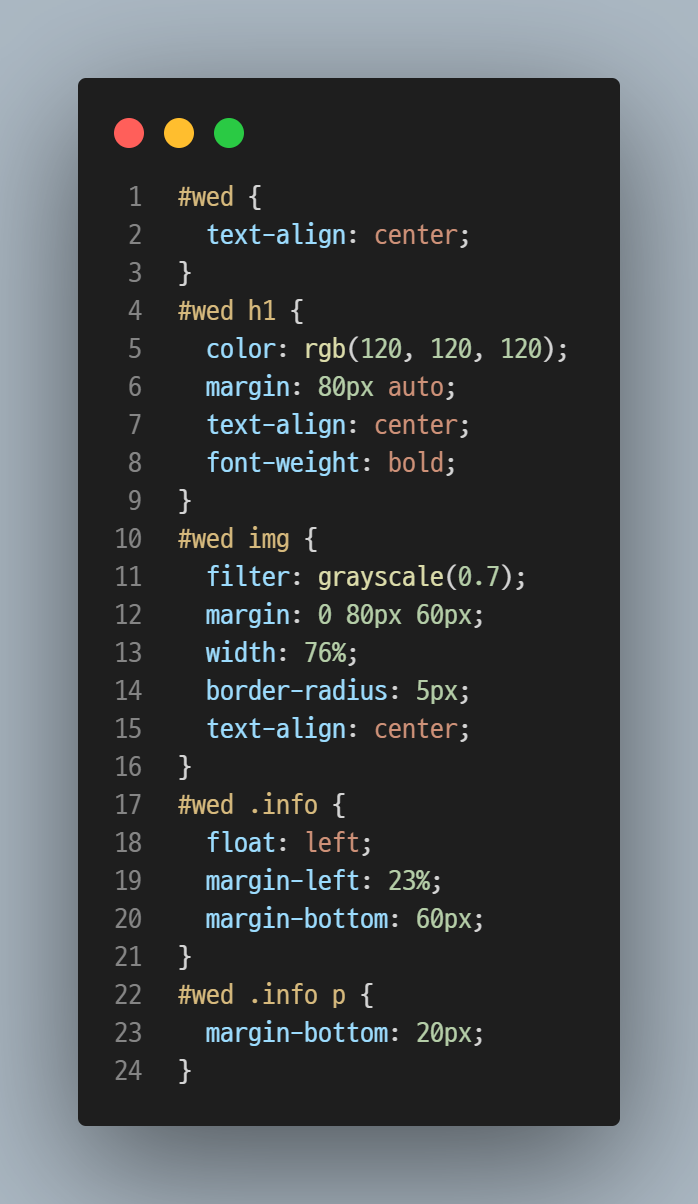 1 #wed {
2   text-align: center;
3 }
4 #wed h1 {
5   color: rgb(120, 120, 120);
6   margin: 80px auto;
7   text-align: center;
8   font-weight: bold;
9 }
10 #wed img {
11   filter: grayscale(0.7);
12   margin: 0 80px 60px;
13   width: 76%;
14   border-radius: 5px;
15   text-align: center;
16 }
17 #wed .info {
18   float: left;
19   margin-left: 23%;
20   margin-bottom: 60px;
21 }
22 #wed .info p {
23   margin-bottom: 20px;
24 }